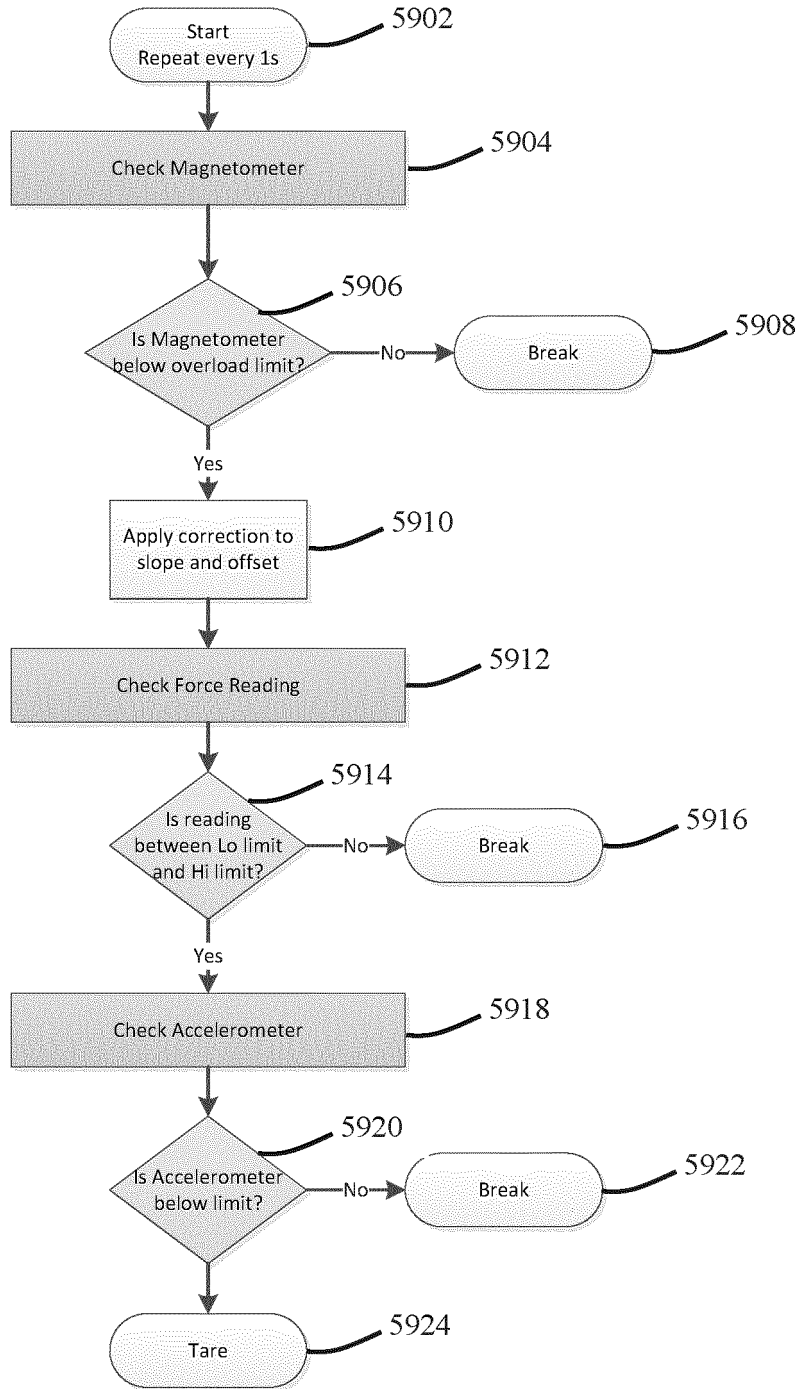 Start
Repeat every 1s
5902
Check Magnetometer
5904
5906
Is Magnetometer
below overload limit?
No
Break
5908
Yes
Apply correction to
slope and offset
5910
Check Force Reading
5912
5914
Is reading
between Lo limit
and Hi limit?
No
Break
5916
Yes
Check Accelerometer
5918
5920
Is Accelerometer
below limit?
No
Break
5922
Tare
5924